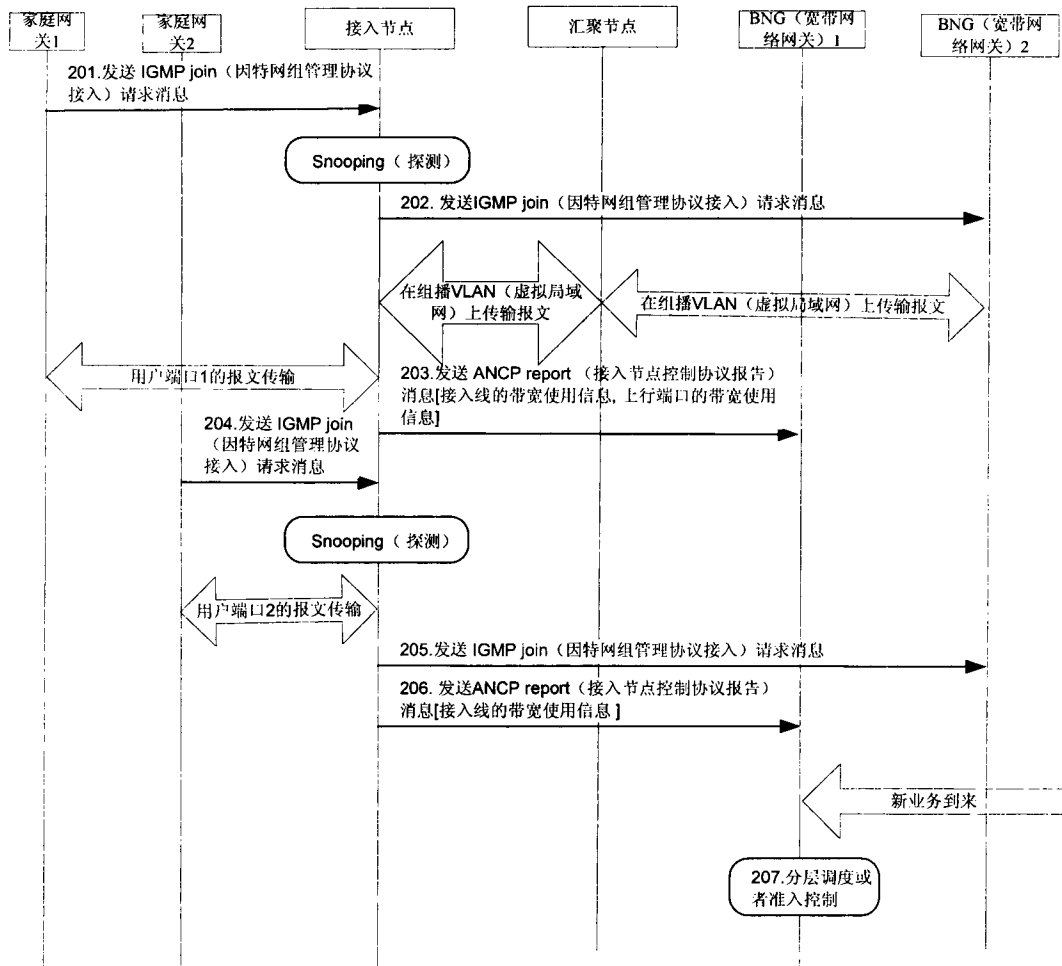 家庭网
关1
家庭网
关2
接入节点
汇聚节点
BNG（宽带网
络网关）1
BNG（宽带网
络网关）2
201.发送 IGMP join（因特网组管理协议
接入）请求消息
Snooping（ 探测）
202. 发送IGMP join（因特网组管理协议接入）请求消息
在组播VLAN（虚拟局域
网）上传输报文
在组播VLAN（虚拟局域网）上传输报文
用户端口1的报文传输
203.发送 ANCP report （接入节点控制协议报告）
消息[接入线的带宽使用信息, 上行端口的带宽使用
信息]
204.发送 IGMP join
（因特网组管理协议
接入）请求消息
Snooping（ 探测）
用户端口2的报文传输
205.发送 IGMP join（因特网组管理协议接入）请求消息
206. 发送ANCP report（接入节点控制协议报告）
消息[接入线的带宽使用信息 ]
新业务到来
207.分层调度或
者准入控制